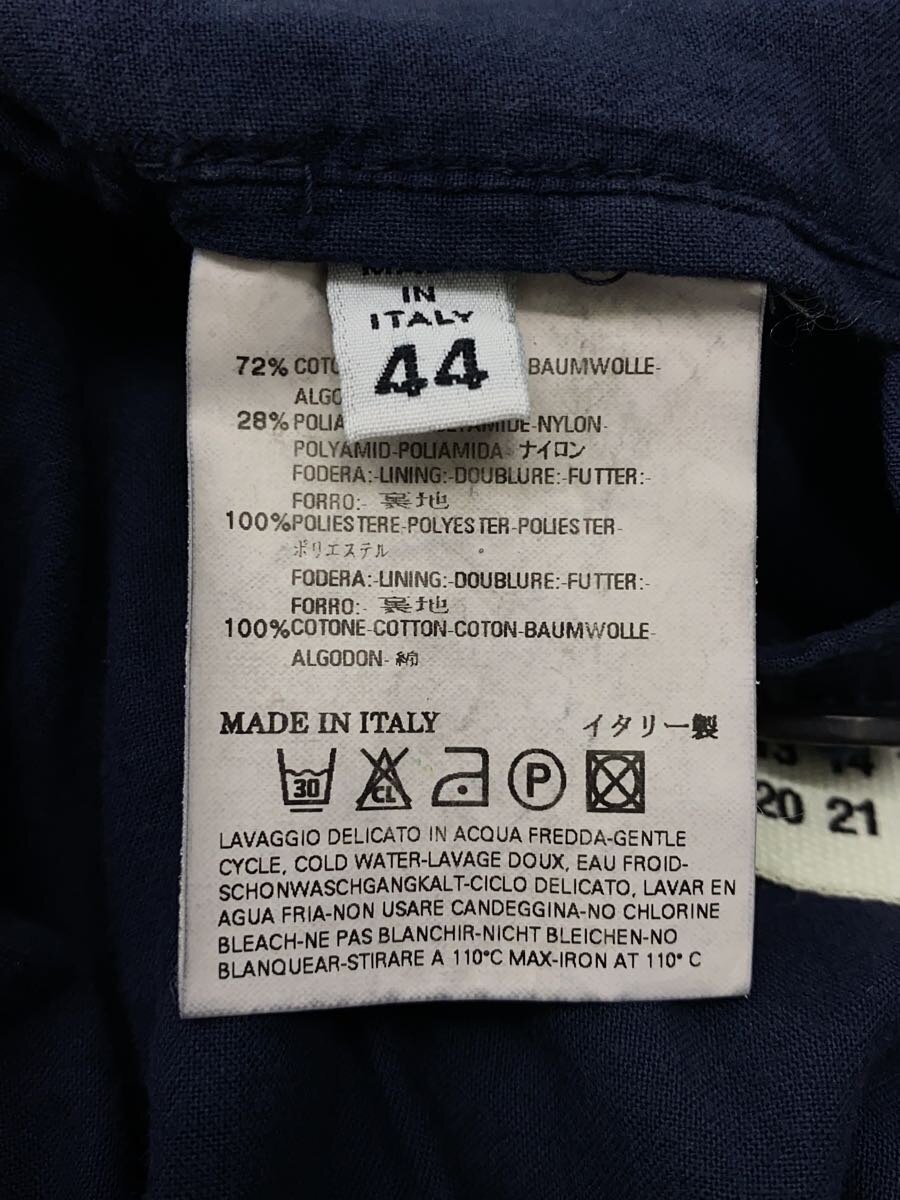 IN
ITALY
44
72% BAUMWOLLE-
28% NYLON-
POLYAMID-POLIAMIDA- ナイロン
FODERA:-LINING:-DOUBLURE:-FUTTER:-
FORRO:- 裏地
100% POLIESTERE-POLYESTER-POLIESTER-
ポリエステル
FODERA:-LINING:-DOUBLURE:-FUTTER:-
FORRO:- 裏地
100% COTONE-COTTON-COTON-BAUMWOLLE-
ALGODON- 綿
MADE IN ITALY イタリー製
30 CL P
LAVAGGIO DELICATO IN ACQUA FREDDA-GENTLE
CYCLE, COLD WATER-LAVAGE DOUX, EAU FROID-
SCHONWASCHGANGKALT-CICLO DELICATO, LAVAR EN
AGUA FRIA-NON USARE CANDEGGINA-NO CHLORINE
BLEACH-NE PAS BLANCHIR-NICHT BLEICHEN-NO
BLANQUEAR-STIRARE A 110°C MAX-IRON AT 110° C
14
20 21